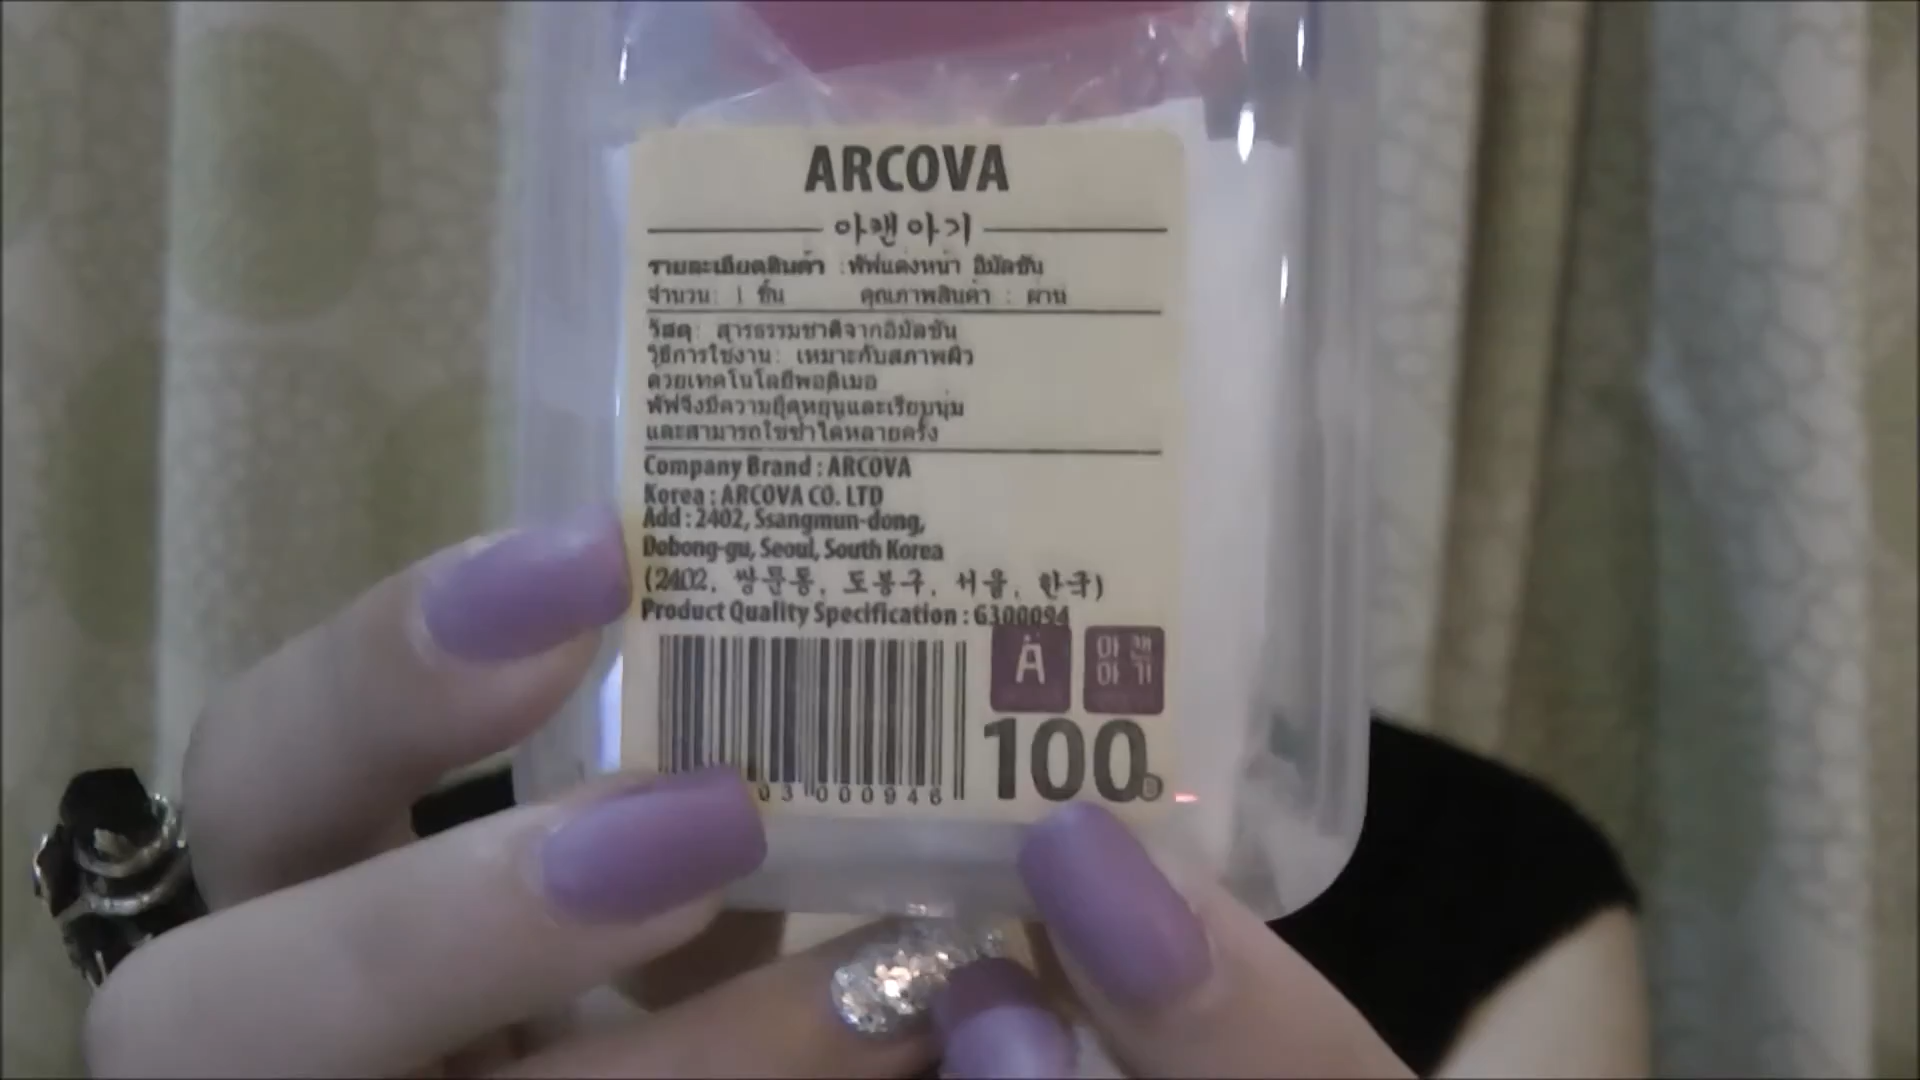 ARCOVA
아캔아기
รายละเอียดสินค้า : พัฟแต่งหน้า อิมัลชัน
จำนวน: 1 ชิ้น คุณภาพสินค้า : ผ่าน
วัสดุ: สารธรรมชาติจากอิมัลชัน
วิธีการใช้งาน: เหมาะกับสภาพผิว
ด้วยเทคโนโลยีพอลิเมอ
พัฟจึงมีความยืดหยุ่นและเรียบนุ่ม
และสามารถใช้ซ้ำได้หลายครั้ง
Company Brand : ARCOVA
Korea : ARCOVA CO. LTD
Add : 2402, Ssangmun-dong,
Dobong-gu, Seoul, South Korea
(2402, 쌍문동, 도봉구, 서울, 한국)
Product Quality Specification : 6300094
A
아캔
아기
03 000946
100฿